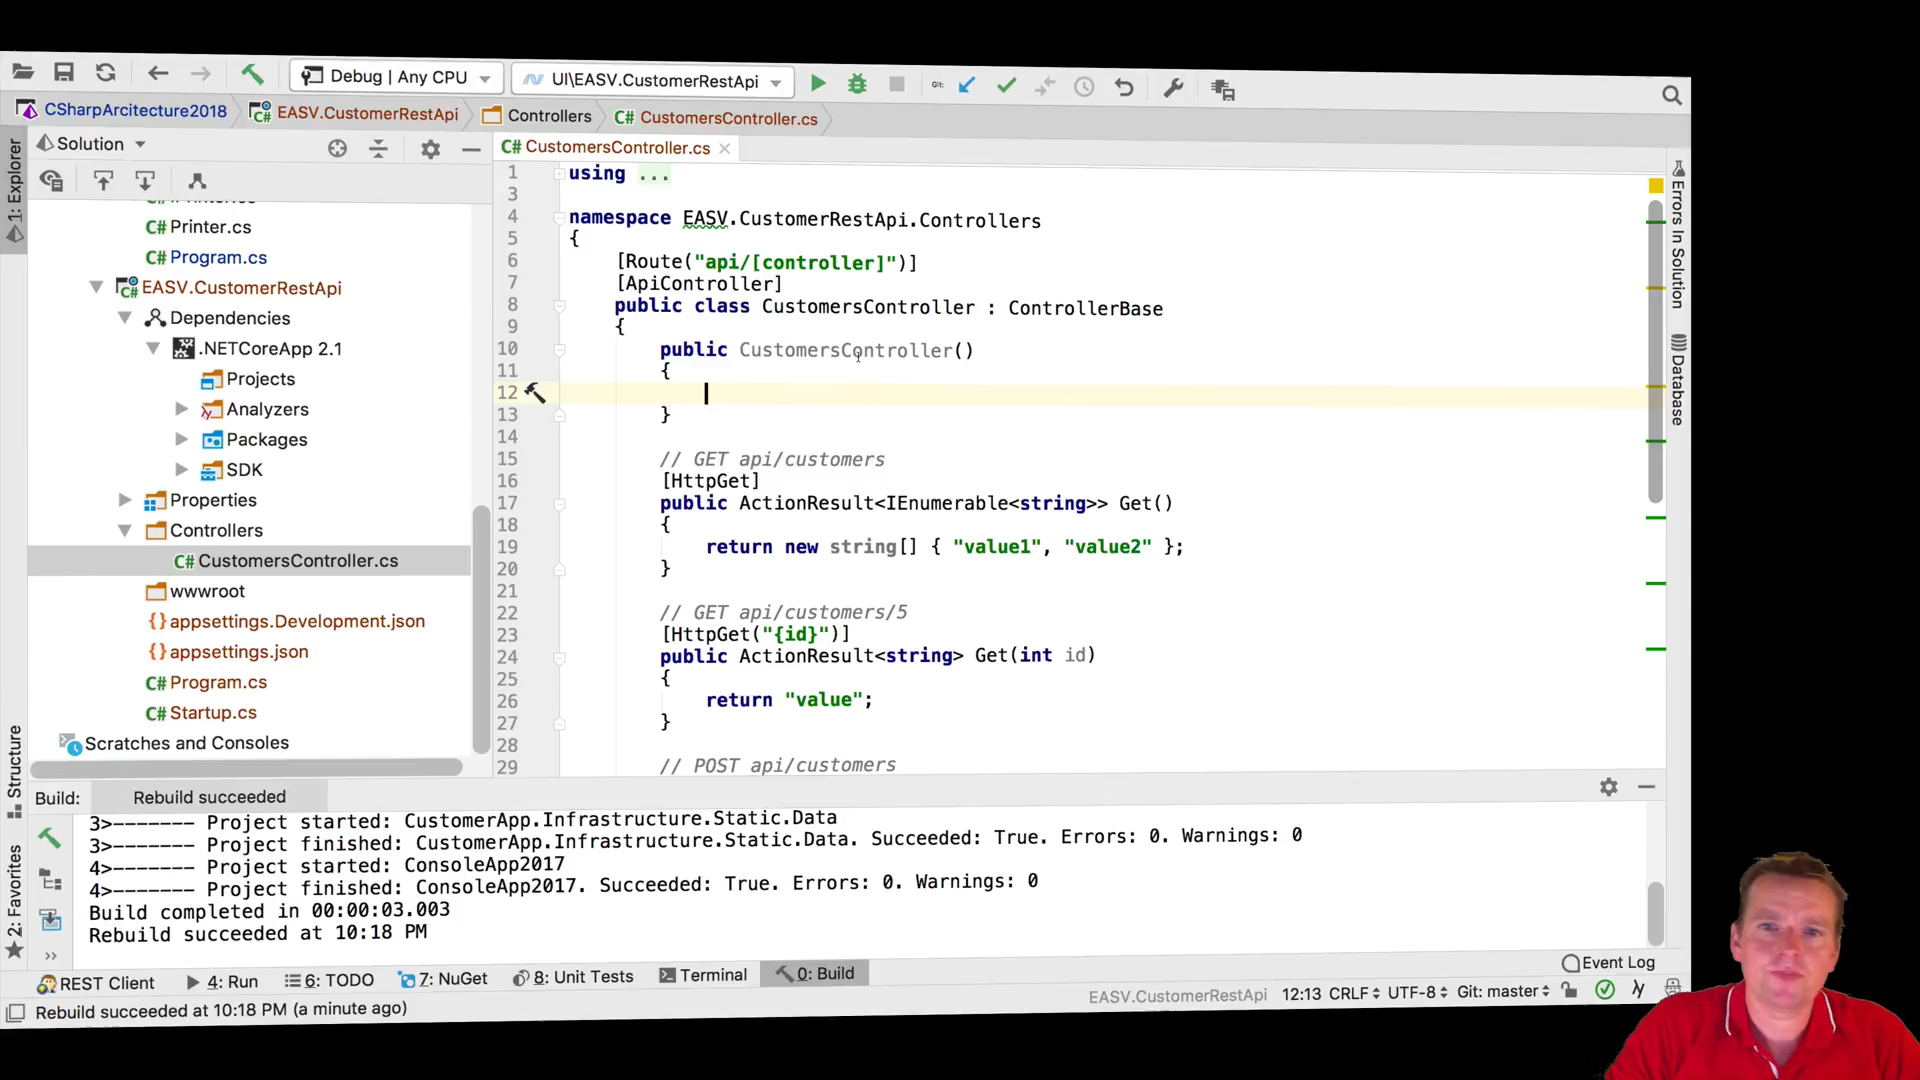 Debug | Any CPU
UI\EASV.CustomerRestApi
Git:
CSharpArcitecture2018
EASV.CustomerRestApi
Controllers
C# CustomersController.cs
1: Explorer
Solution
C# Printer.cs
C# Program.cs
EASV.CustomerRestApi
Dependencies
.NETCoreApp 2.1
Projects
Analyzers
Packages
SDK
Properties
Controllers
C# CustomersController.cs
wwwroot
{} appsettings.Development.json
{} appsettings.json
C# Program.cs
C# Startup.cs
Scratches and Consoles
Structure
2: Favorites
C# CustomersController.cs
1 using ...
3
4 namespace EASV.CustomerRestApi.Controllers
5 {
6 [Route("api/[controller]")]
7 [ApiController]
8 public class CustomersController : ControllerBase
9 {
10 public CustomersController()
11 {
12
13 }
14
15 // GET api/customers
16 [HttpGet]
17 public ActionResult<IEnumerable<string>> Get()
18 {
19 return new string[] { "value1", "value2" };
20 }
21
22 // GET api/customers/5
23 [HttpGet("{id}")]
24 public ActionResult<string> Get(int id)
25 {
26 return "value";
27 }
28
29 // POST api/customers
Errors In Solution
Database
Build:
Rebuild succeeded
3>------- Project started: CustomerApp.Infrastructure.Static.Data
3>------- Project finished: CustomerApp.Infrastructure.Static.Data. Succeeded: True. Errors: 0. Warnings: 0
4>------- Project started: ConsoleApp2017
4>------- Project finished: ConsoleApp2017. Succeeded: True. Errors: 0. Warnings: 0
Build completed in 00:00:03.003
Rebuild succeeded at 10:18 PM
REST Client
4: Run
6: TODO
7: NuGet
8: Unit Tests
Terminal
0: Build
Event Log
Rebuild succeeded at 10:18 PM (a minute ago)
EASV.CustomerRestApi
12:13
CRLF
UTF-8
Git: master